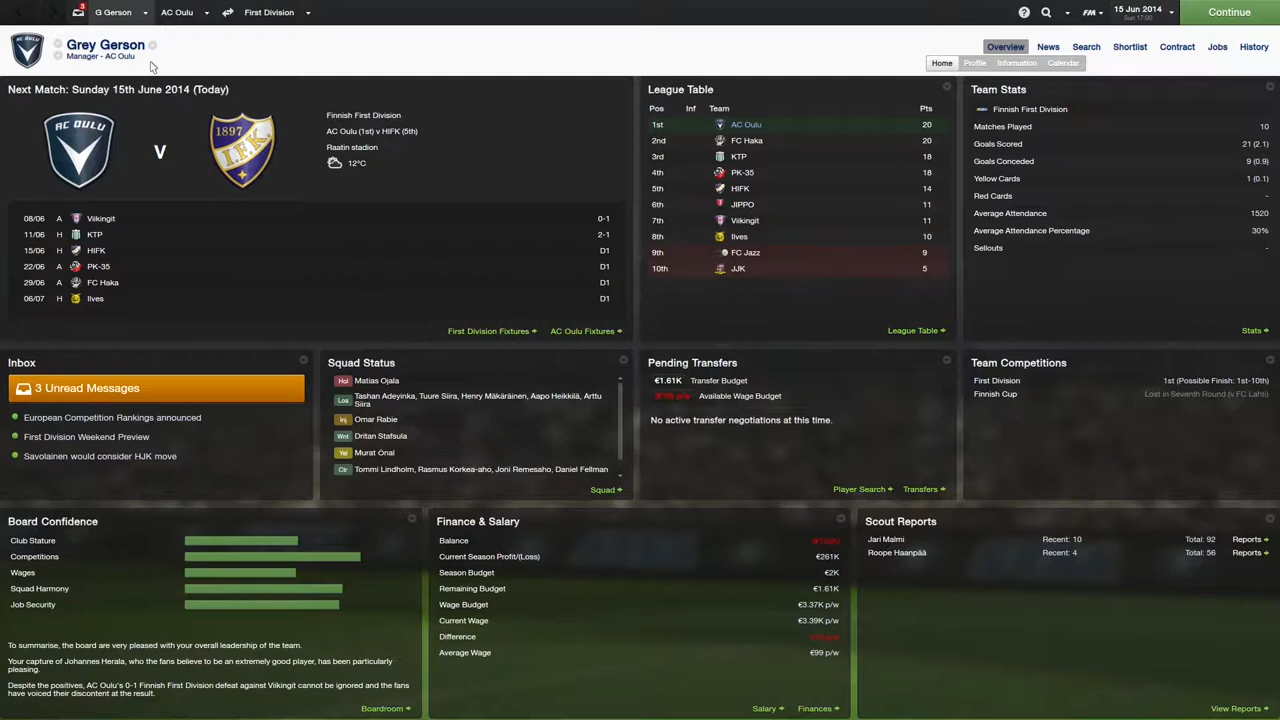 3 G Gerson AC Oulu First Division FM 15 Jun 2014 Continue
Sun 17:00
Grey Gerson
Manager - AC Oulu
Overview News Search Shortlist Contract Jobs History
Home Profile Information Calendar
Next Match: Sunday 15th June 2014 (Today)
AC OULU V 1897 I.F.K.
Finnish First Division
AC Oulu (1st) v HIFK (5th)
Raatin stadion
12°C
08/06 A Viikingit 0-1
11/06 H KTP 2-1
15/06 H HIFK D1
22/06 A PK-35 D1
29/06 A FC Haka D1
06/07 H Ilves D1
First Division Fixtures AC Oulu Fixtures
League Table
Pos Inf Team Pts
1st AC Oulu 20
2nd FC Haka 20
3rd KTP 18
4th PK-35 18
5th HIFK 14
6th JIPPO 11
7th Viikingit 11
8th Ilves 10
9th FC Jazz 9
10th JJK 5
League Table
Team Stats
Finnish First Division
Matches Played 10
Goals Scored 21 (2.1)
Goals Conceded 9 (0.9)
Yellow Cards 1 (0.1)
Red Cards -
Average Attendance 1520
Average Attendance Percentage 30%
Sellouts -
Stats
Inbox
3 Unread Messages
European Competition Rankings announced
First Division Weekend Preview
Savolainen would consider HJK move
Squad Status
Hol Matias Ojala
Loa Tashan Adeyinka, Tuure Siira, Henry Mäkäräinen, Aapo Heikkilä, Arttu
Siira
Inj Omar Rabie
Wnt Dritan Stafsula
Yel Murat Önal
Ctr Tommi Lindholm, Rasmus Korkea-aho, Joni Remesaho, Daniel Fellman
Squad
Pending Transfers
€1.61K Transfer Budget
Available Wage Budget
No active transfer negotiations at this time.
Player Search Transfers
Team Competitions
First Division 1st (Possible Finish: 1st-10th)
Finnish Cup Lost in Seventh Round (v FC Lahti)
Board Confidence
Club Stature
Competitions
Wages
Squad Harmony
Job Security
To summarise, the board are very pleased with your overall leadership of the team.
Your capture of Johannes Herala, who the fans believe to be an extremely good player, has been particularly
pleasing.
Despite the positives, AC Oulu's 0-1 Finnish First Division defeat against Viikingit cannot be ignored and the fans
have voiced their discontent at the result.
Boardroom
Finance & Salary
Balance
Current Season Profit/(Loss) €261K
Season Budget €2K
Remaining Budget €1.61K
Wage Budget €3.37K p/w
Current Wage €3.39K p/w
Difference
Average Wage €99 p/w
Salary Finances
Scout Reports
Jari Malmi Recent: 10 Total: 92 Reports
Roope Haanpää Recent: 4 Total: 56 Reports
View Reports